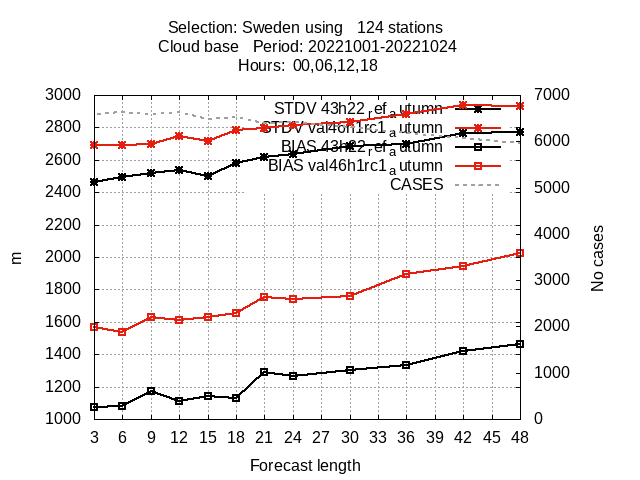 Selection: Sweden using   124 stations
Cloud base   Period: 20221001-20221024
Hours:  00,06,12,18
3000
2800
2600
2400
2200
2000
1800
1600
1400
1200
1000
m
STDV 43h22_ref_autumn
STDV val46h1rc1_autumn
BIAS 43h22_ref_autumn
BIAS val46h1rc1_autumn
CASES
7000
6000
5000
4000
3000
2000
1000
0
No cases
3 6 9 12 15 18 21 24 27 30 33 36 39 42 45 48
Forecast length